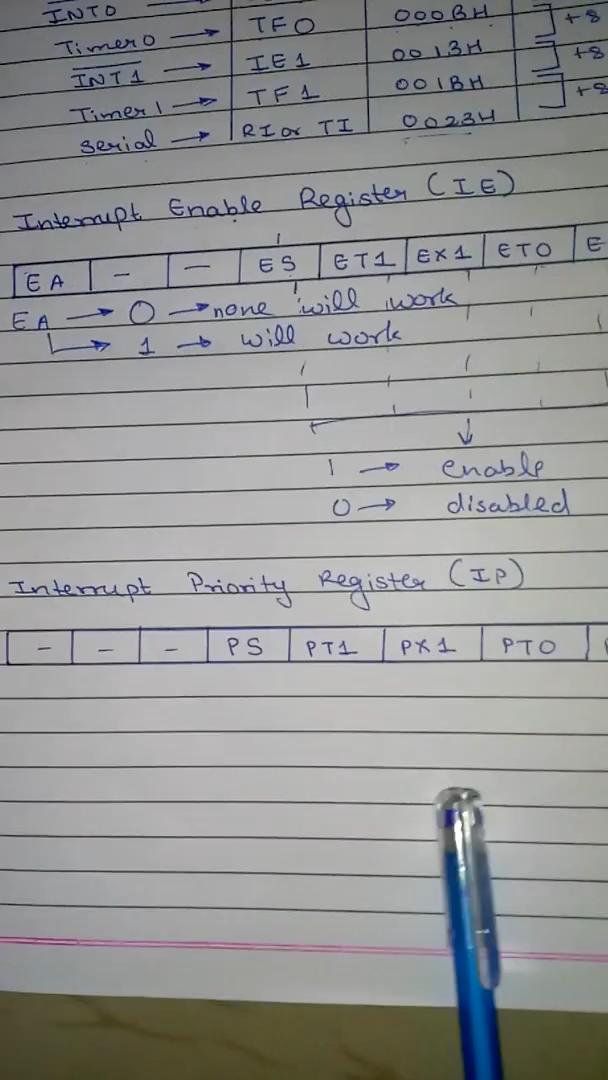 INT0
Timer0 → TF0 000BH ] +8
INT1 → IE1 0013H ] +8
Timer1 → TF1 001BH ] +8
Serial → RI or TI 0023H
Interrupt Enable Register (IE)
EA | - | - | ES | ET1 | EX1 | ET0 | E
EA → 0 → none will work
→ 1 → will work
1 → enable
0 → disabled
Interrupt Priority Register (IP)
- | - | - | PS | PT1 | PX1 | PT0